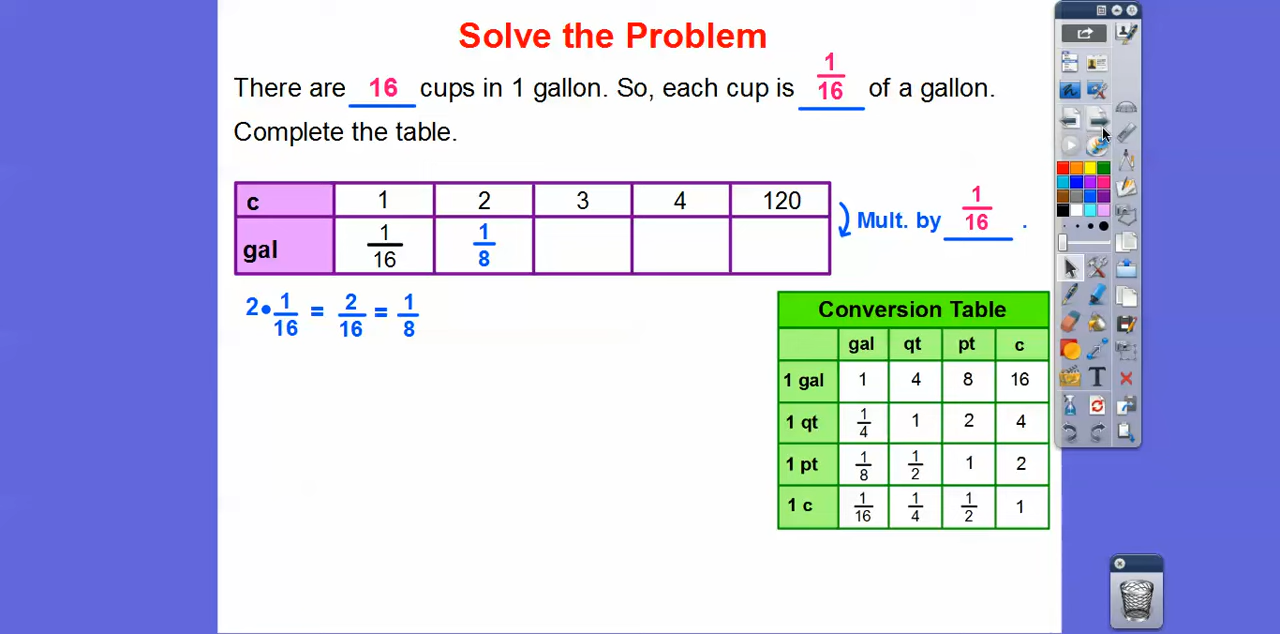 Solve the Problem
There are 16 cups in 1 gallon. So, each cup is 1/16 of a gallon.
Complete the table.
c 1 2 3 4 120
gal 1/16 1/8
Mult. by 1/16 .
2 • 1/16 = 2/16 = 1/8
Conversion Table
gal qt pt c
1 gal 1 4 8 16
1 qt 1/4 1 2 4
1 pt 1/8 1/2 1 2
1 c 1/16 1/4 1/2 1
T